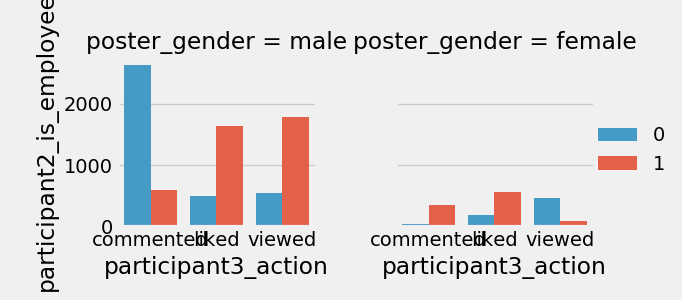 poster_gender = male
poster_gender = female
participant2_is_employee
2000
1000
0
commented
liked
viewed
commented
liked
viewed
participant3_action
participant3_action
0
1